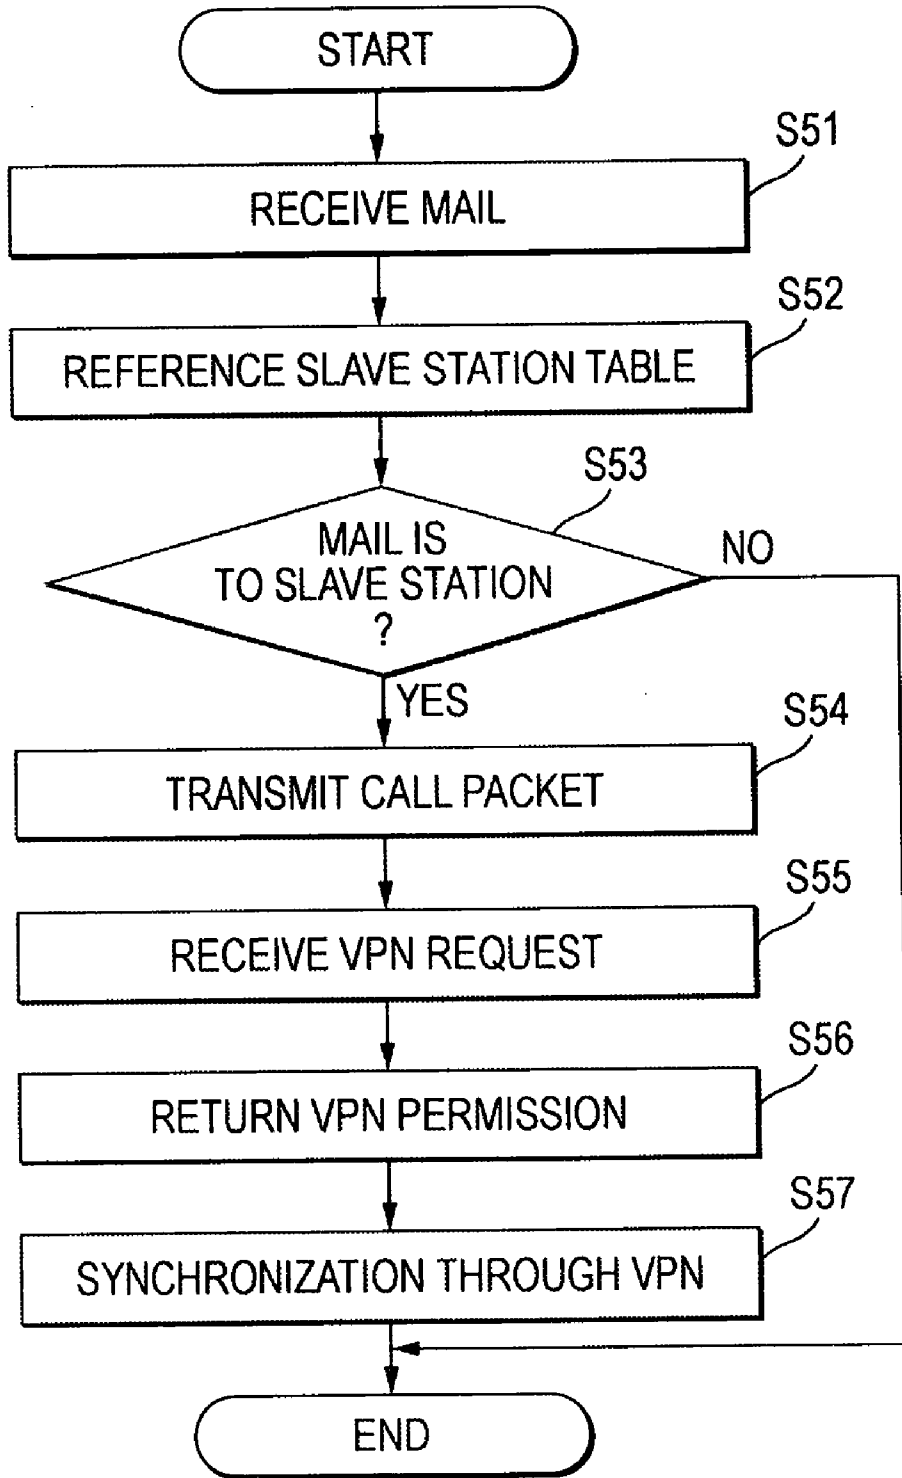 START
S51
RECEIVE MAIL
S52
REFERENCE SLAVE STATION TABLE
S53
MAIL IS
TO SLAVE STATION
?
NO
YES
S54
TRANSMIT CALL PACKET
S55
RECEIVE VPN REQUEST
S56
RETURN VPN PERMISSION
S57
SYNCHRONIZATION THROUGH VPN
END